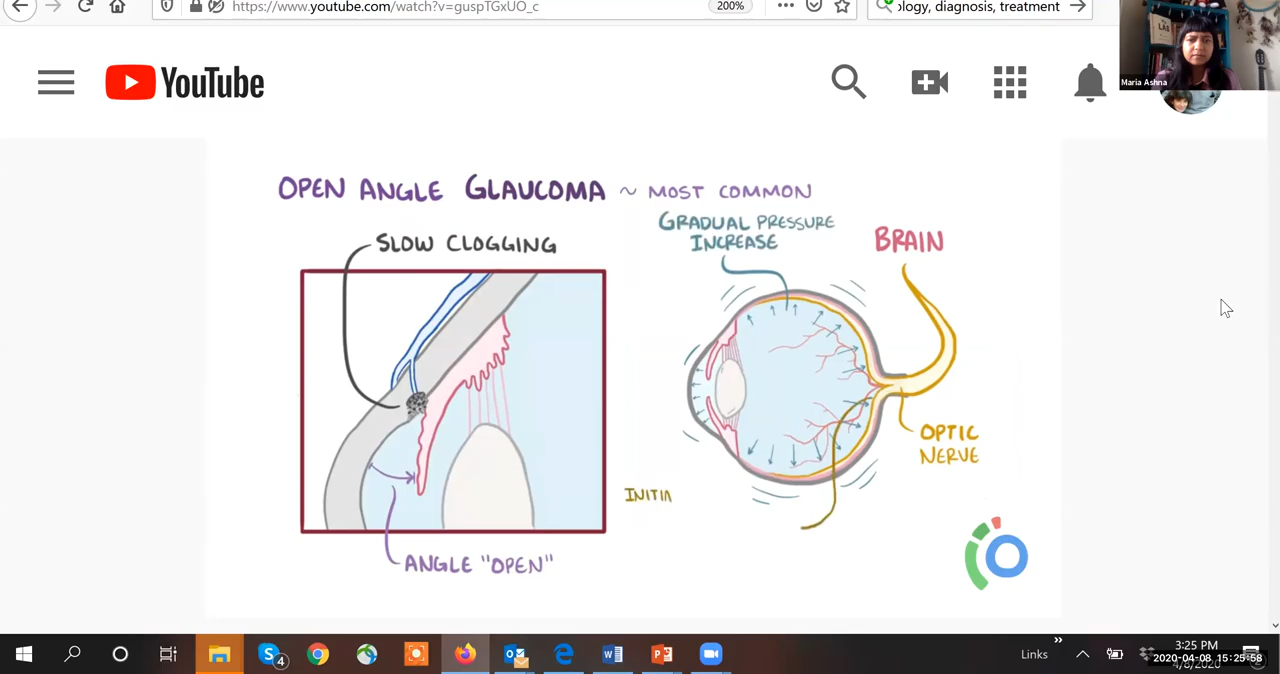 https://www.youtube.com/watch?v=guspTGxUO_c
200%
ology, diagnosis, treatment
Maria Ashna
YouTube
OPEN ANGLE GLAUCOMA ~ MOST COMMON
SLOW CLOGGING
GRADUAL PRESSURE
INCREASE
BRAIN
OPTIC
NERVE
INITIA
ANGLE "OPEN"
4
Links
3:25 PM
2020-04-08 15:25:58